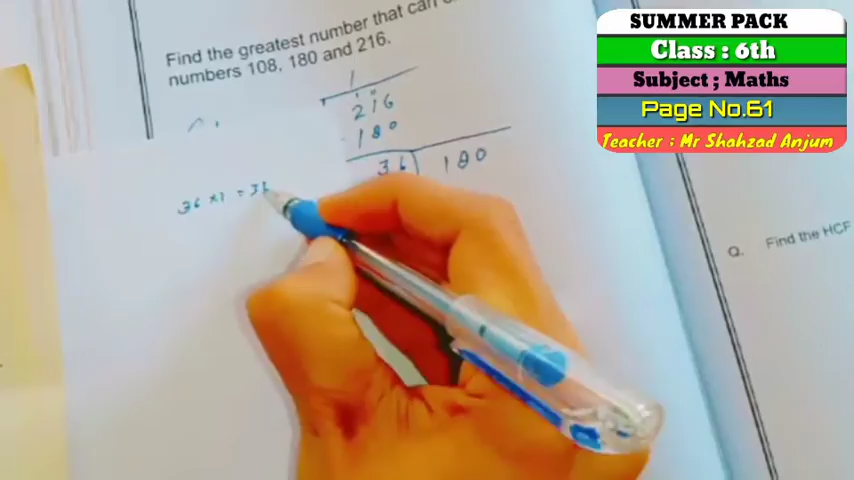 Find the greatest number that can
numbers 108, 180 and 216.
1
216
180
36 180
36 × 1 = 36
SUMMER PACK
Class : 6th
Subject ; Maths
Page No.61
Teacher : Mr Shahzad Anjum
Q. Find the HCF